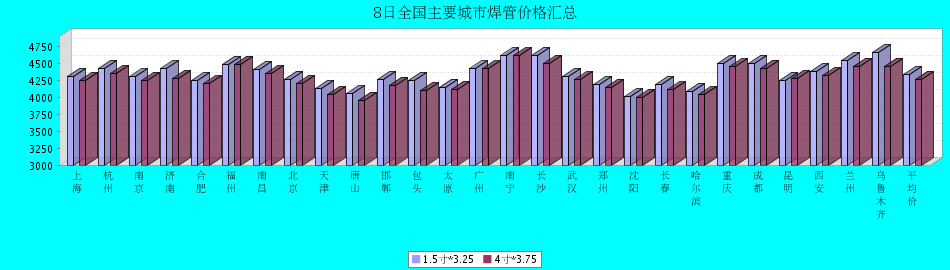 8日全国主要城市焊管价格汇总
4750
4500
4250
4000
3750
3500
3250
3000
上海
杭州
南京
济南
合肥
福州
南昌
北京
天津
唐山
邯郸
包头
太原
广州
南宁
长沙
武汉
郑州
沈阳
长春
哈尔滨
重庆
成都
昆明
西安
兰州
乌鲁木齐
平均价
1.5寸*3.25
4寸*3.75